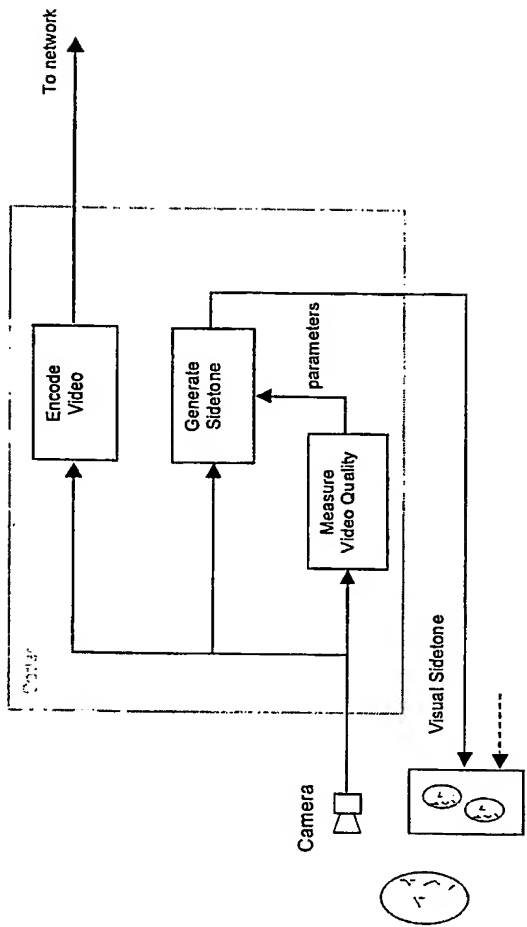 To network
Encode
Video
Generate
Sidetone
parameters
Measure
Video Quality
Camera
Visual Sidetone